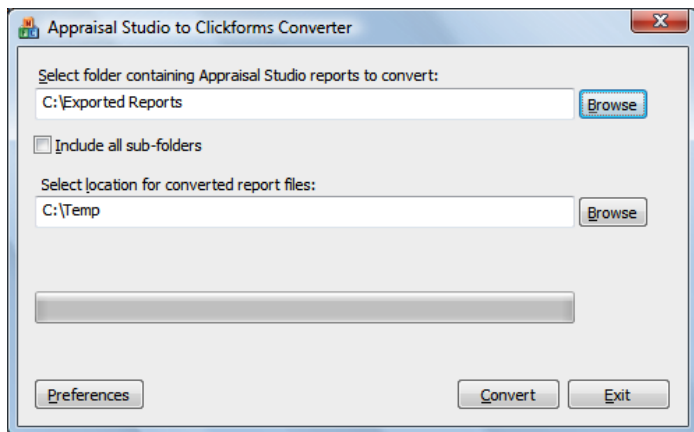 Appraisal Studio to Clickforms Converter
Select folder containing Appraisal Studio reports to convert:
C:\Exported Reports
Browse
Include all sub-folders
Select location for converted report files:
C:\Temp
Browse
Preferences
Convert
Exit